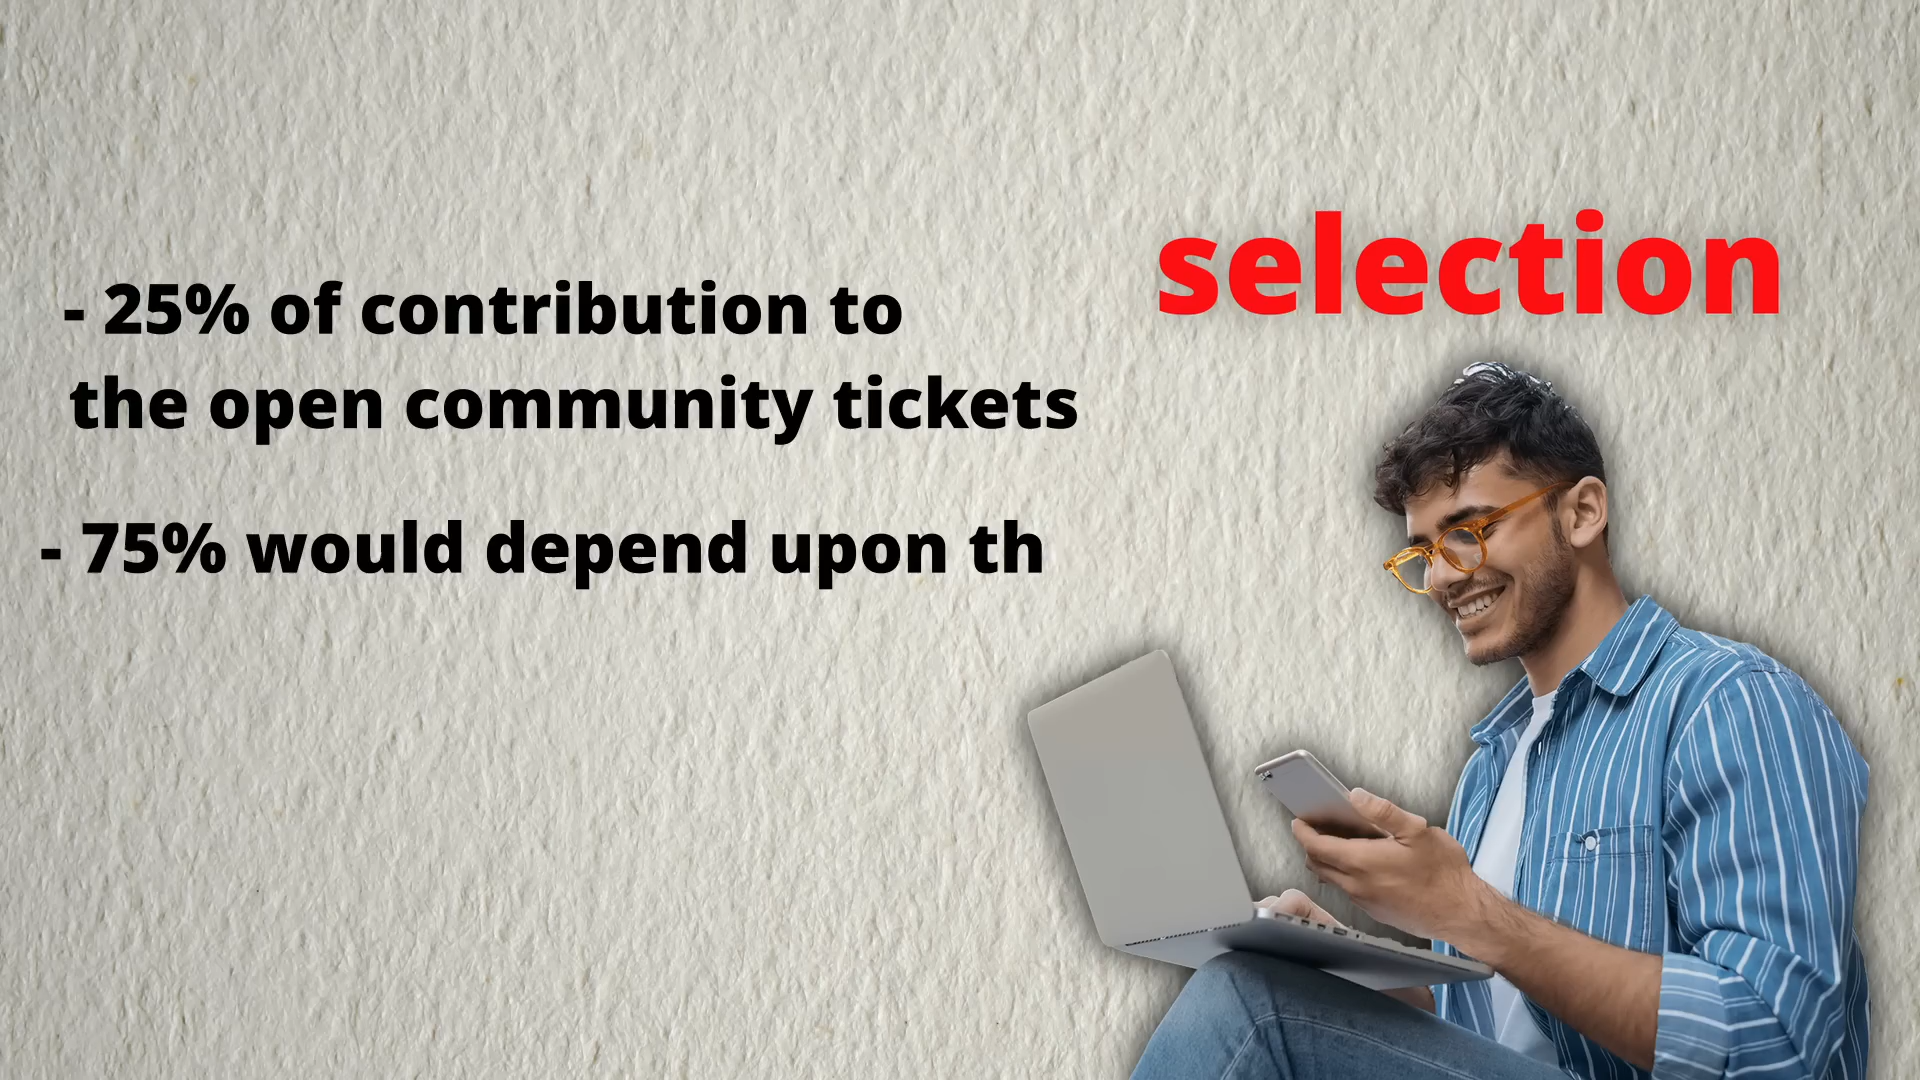 selection
- 25% of contribution to
the open community tickets
- 75% would depend upon th